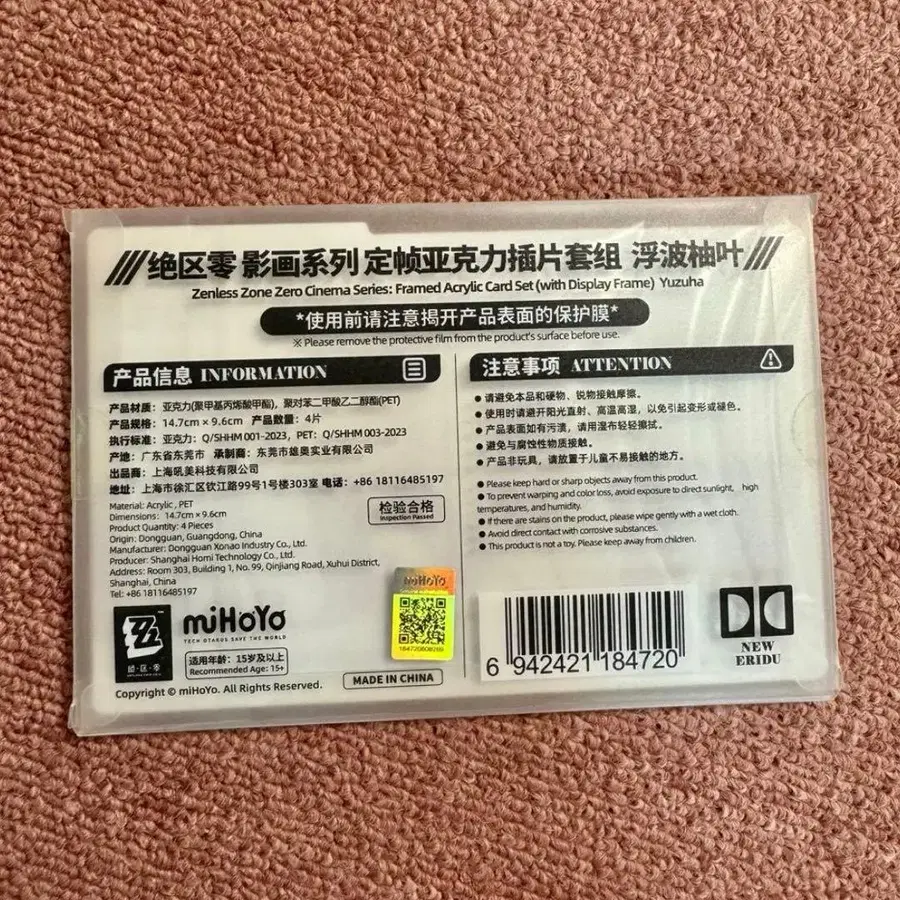 绝区零 影画系列 定帧亚克力插片套组 浮波柚叶
Zenless Zone Zero Cinema Series: Framed Acrylic Card Set (with Display Frame) Yuzuha
*使用前请注意揭开产品表面的保护膜*
※ Please remove the protective film from the product's surface before use.
产品信息 INFORMATION
产品材质：亚克力(聚甲基丙烯酸甲酯)，聚对苯二甲酸乙二醇酯(PET)
产品规格：14.7cm × 9.6cm 产品数量：4片
执行标准：亚克力：Q/SHHM 001-2023，PET：Q/SHHM 003-2023
产地：广东省东莞市 承制商：东莞市雄奥实业有限公司
出品商：上海吼美科技有限公司
地址：上海市徐汇区钦江路99号1号楼303室 电话：+86 18116485197
检验合格
Inspection Passed
Material: Acrylic , PET
Dimensions: 14.7cm × 9.6cm
Product Quantity: 4 Pieces
Origin: Dongguan, Guangdong, China
Manufacturer: Dongguan Xonao Industry Co., Ltd.
Producer: Shanghai Homi Technology Co., Ltd.
Address: Room 303, Building 1, No. 99, Qinjiang Road, Xuhui District,
Shanghai, China
Tel: +86 18116485197
miHoYo
TECH OTAKUS SAVE THE WORLD
绝·区·零
适用年龄：15岁及以上
Recommended Age: 15+
Copyright © miHoYo. All Rights Reserved.
MADE IN CHINA
miHoYo
注意事项 ATTENTION
● 请避免本品和硬物、锐物接触摩擦。
● 使用时请避开阳光直射、高温高湿，以免引起变形或褪色。
● 产品表面如有污渍，请用湿布轻轻擦拭。
● 避免与腐蚀性物质接触。
● 产品非玩具，请放置于儿童不易接触的地方。
● Please keep hard or sharp objects away from this product.
● To prevent warping and color loss, avoid exposure to direct sunlight, high
temperatures, and humidity.
● If there are stains on the product, please wipe gently with a wet cloth.
● Avoid direct contact with corrosive substances.
● This product is not a toy. Please keep away from children.
6 942421 184720
NEW
ERIDU